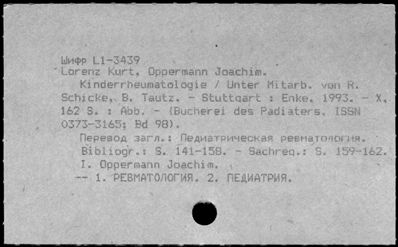 Шифр L1-3439
Lorenz Kurt, Oppermann Joachim.
Kinderrheumatologie / Unter Mitarb. von R.
Schicke, B. Tautz. - Stuttgart : Enke, 1993. - X,
162 S. : Abb. - (Bucherei des Padiaters, ISSN
0373-3165; Bd 98).
Перевод загл.: Педиатрическая ревматология.
Bibliogr.: S. 141-158. - Sachreg.: S. 159-162.
I. Oppermann Joachim.
-- 1. РЕВМАТОЛОГИЯ. 2. ПЕДИАТРИЯ.